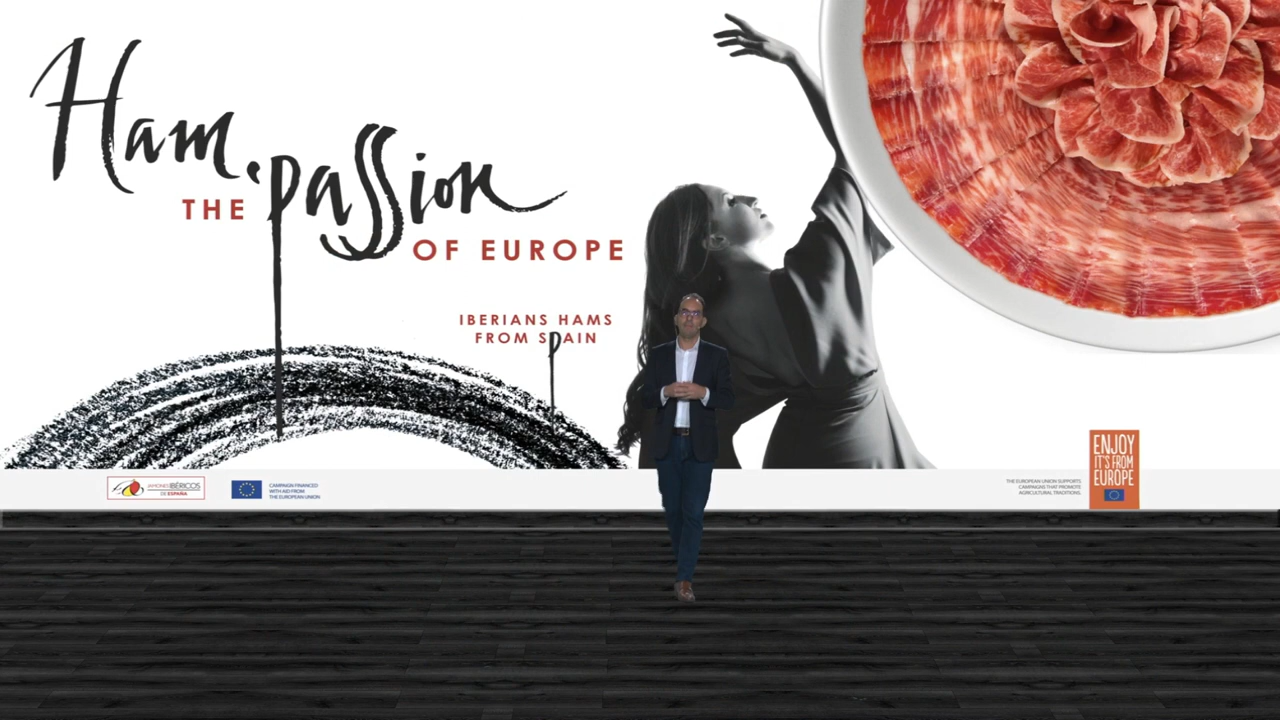 Ham,
THE passion
OF EUROPE
IBERIANS HAMS
FROM SPAIN
JAMONES IBÉRICOS
DE ESPAÑA
CAMPAIGN FINANCED
WITH AID FROM
THE EUROPEAN UNION
THE EUROPEAN UNION SUPPORTS
CAMPAIGNS THAT PROMOTE
AGRICULTURAL TRADITIONS.
ENJOY
IT'S FROM
EUROPE